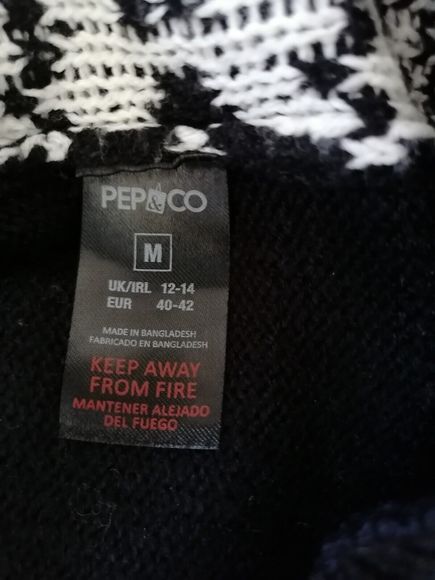 PEP&CO
M
UK/IRL 12-14
EUR 40-42
MADE IN BANGLADESH
FABRICADO EN BANGLADESH
KEEP AWAY
FROM FIRE
MANTENER ALEJADO
DEL FUEGO